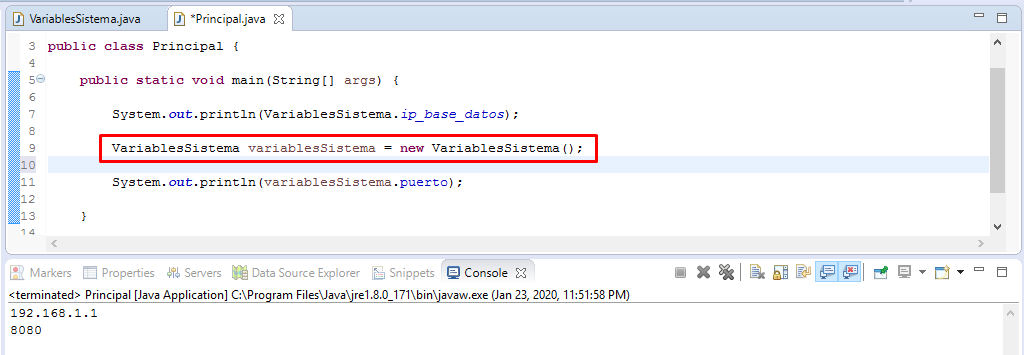 VariablesSistema.java
*Principal.java
3 public class Principal {
4
5 public static void main(String[] args) {
6
7 System.out.println(VariablesSistema.ip_base_datos);
8
9 VariablesSistema variablesSistema = new VariablesSistema();
10
11 System.out.println(variablesSistema.puerto);
12
13 }
14
Markers Properties Servers Data Source Explorer Snippets Console
<terminated> Principal [Java Application] C:\Program Files\Java\jre1.8.0_171\bin\javaw.exe (Jan 23, 2020, 11:51:58 PM)
192.168.1.1
8080